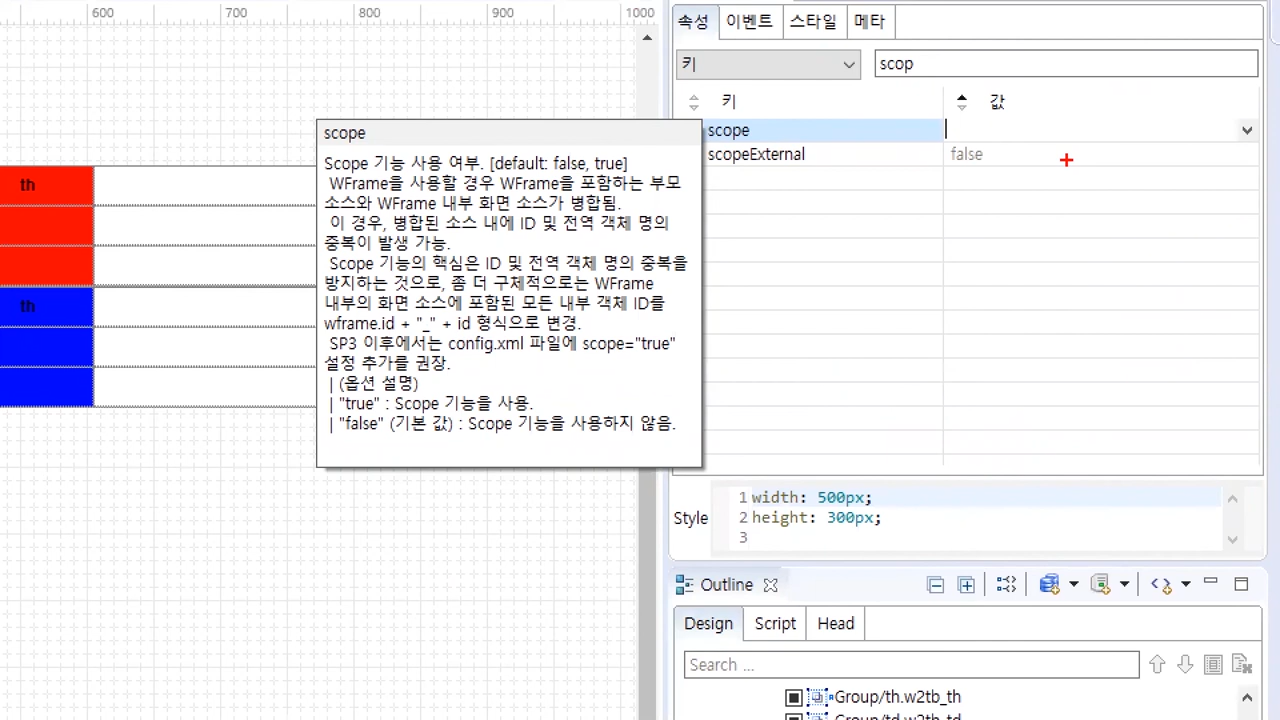 600 700 800 900 1000
속성 이벤트 스타일 메타
키 scop
키 값
scope
scopeExternal false
th
th
scope
Scope 기능 사용 여부. [default: false, true]
WFrame을 사용할 경우 WFrame을 포함하는 부모
소스와 WFrame 내부 화면 소스가 병합됨.
이 경우, 병합된 소스 내에 ID 및 전역 객체 명의
중복이 발생 가능.
Scope 기능의 핵심은 ID 및 전역 객체 명의 중복을
방지하는 것으로, 좀 더 구체적으로는 WFrame
내부의 화면 소스에 포함된 모든 내부 객체 ID를
wframe.id + "_" + id 형식으로 변경.
SP3 이후에서는 config.xml 파일에 scope="true"
설정 추가를 권장.
| (옵션 설명)
| "true" : Scope 기능을 사용.
| "false" (기본 값) : Scope 기능을 사용하지 않음.
Style
1 width: 500px;
2 height: 300px;
3
Outline
Design Script Head
Search ...
Group/th.w2tb_th
Group/td.w2tb_td